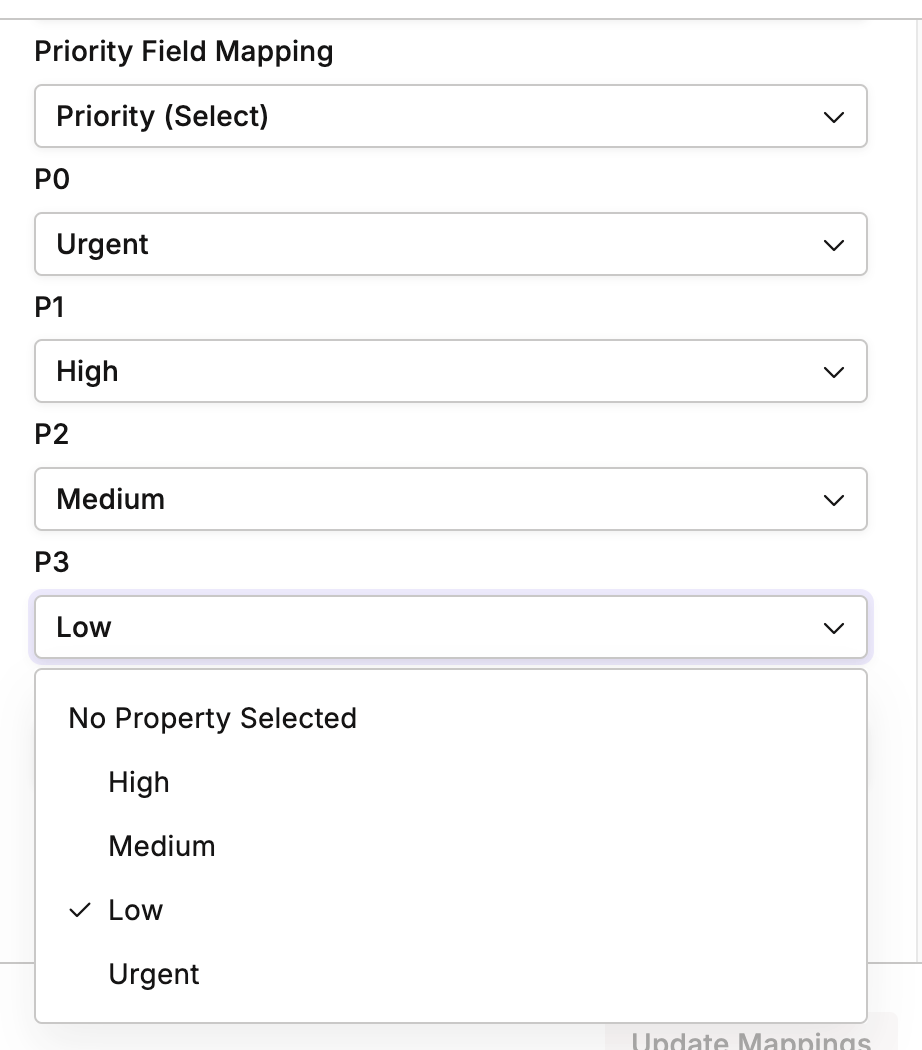 Priority Field Mapping
Priority (Select)
P0
Urgent
P1
High
P2
Medium
P3
Low
No Property Selected
High
Medium
Low
Urgent
Update Mappings